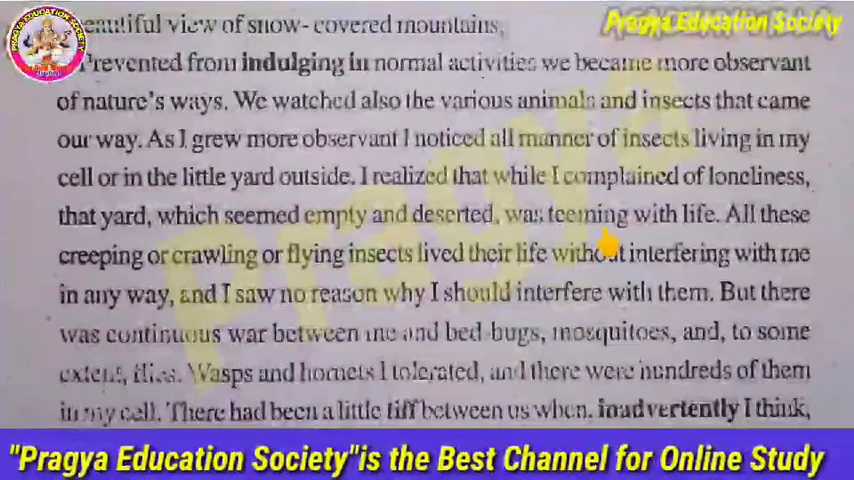 Pragya Education Society
PRAGYA EDUCATION SOCIETY
eautiful view of snow- covered mountains,
Prevented from indulging in normal activities we became more observant
of nature's ways. We watched also the various animals and insects that came
our way. As I grew more observant I noticed all manner of insects living in my
cell or in the little yard outside. I realized that while I complained of loneliness,
that yard, which seemed empty and deserted, was teeming with life. All these
creeping or crawling or flying insects lived their life without interfering with me
in any way, and I saw no reason why I should interfere with them. But there
was continuous war between me and bed-bugs, mosquitoes, and, to some
extent, flies. Wasps and hornets I tolerated, and there were hundreds of them
in my cell. There had been a little tiff between us when, inadvertently I think,
Pragya
"Pragya Education Society"is the Best Channel for Online Study